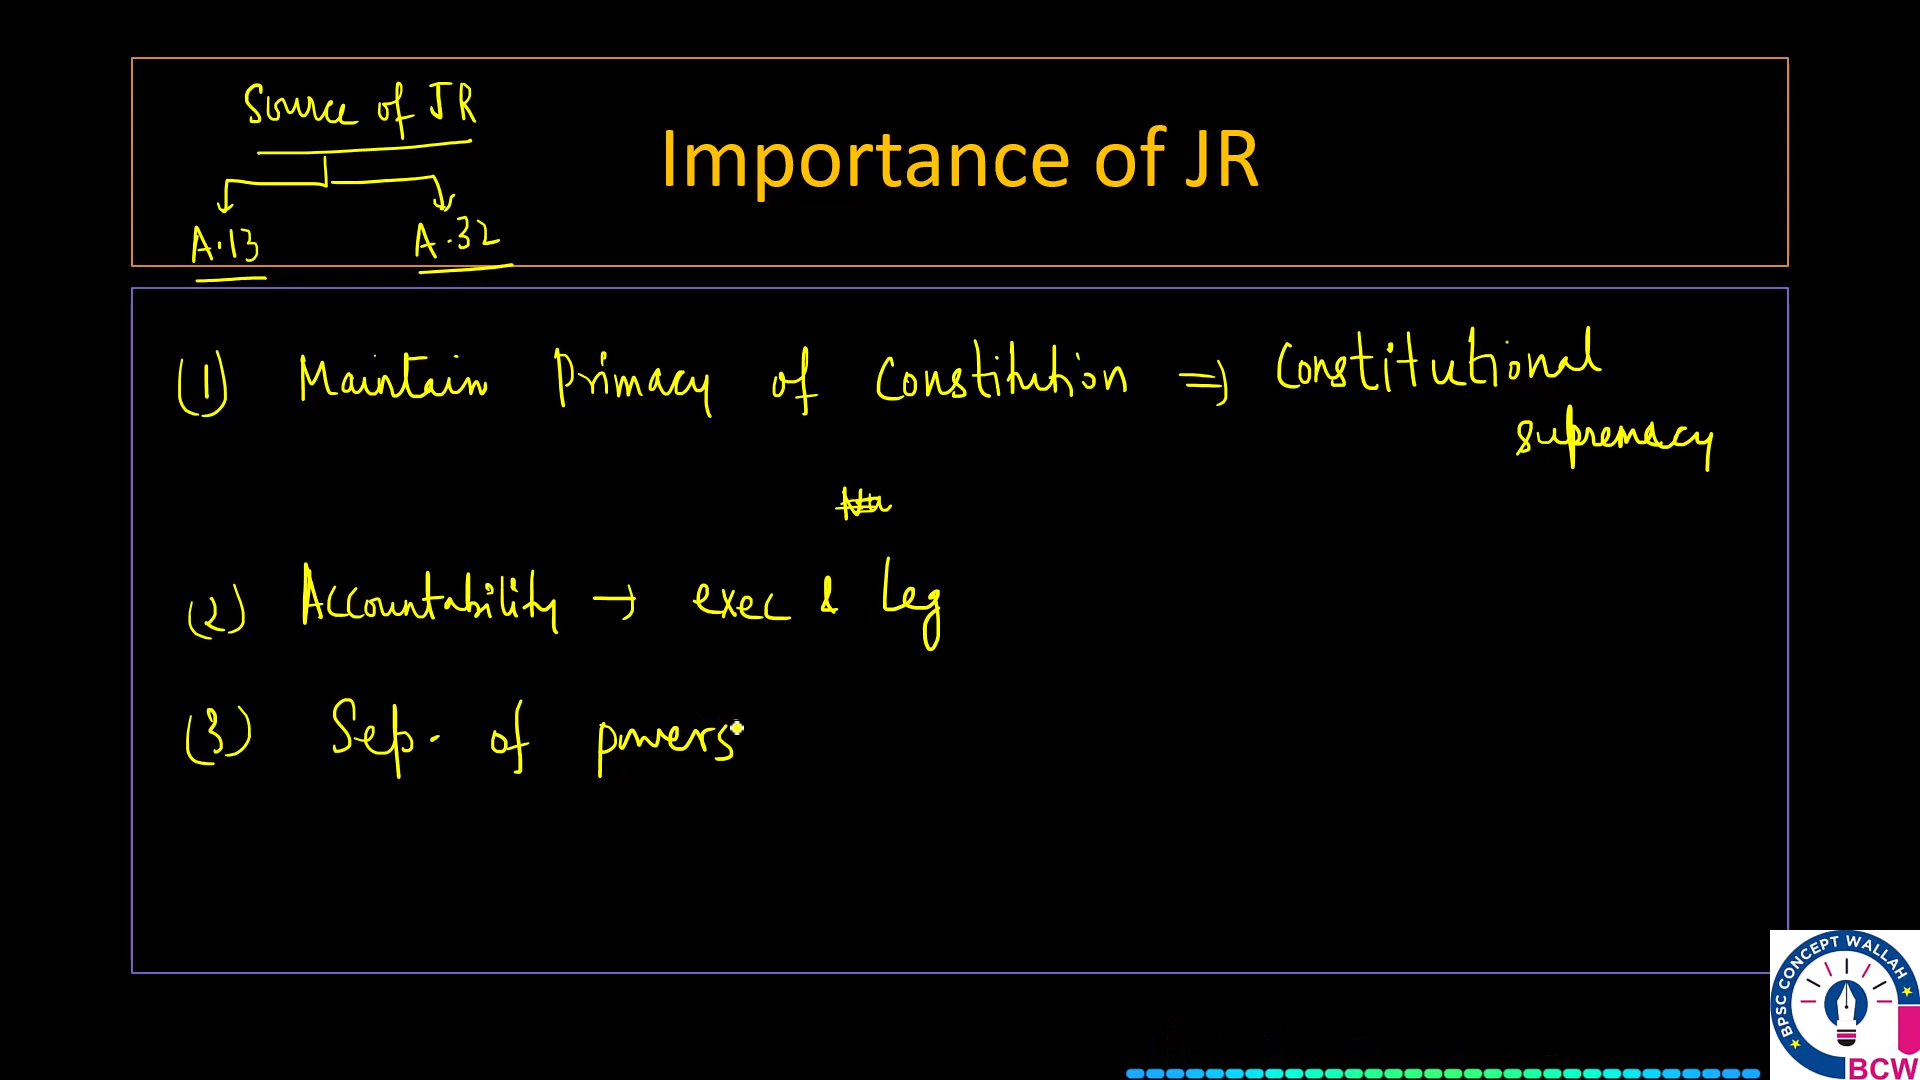 Source of JR
Importance of JR
A.13
A.32
(1) Maintain Primacy of Constitution ⇒ Constitutional
supremacy
(2) Accountability → exec & Leg
(3) Sep. of powers
BPSC CONCEPT WALLAH
BCW